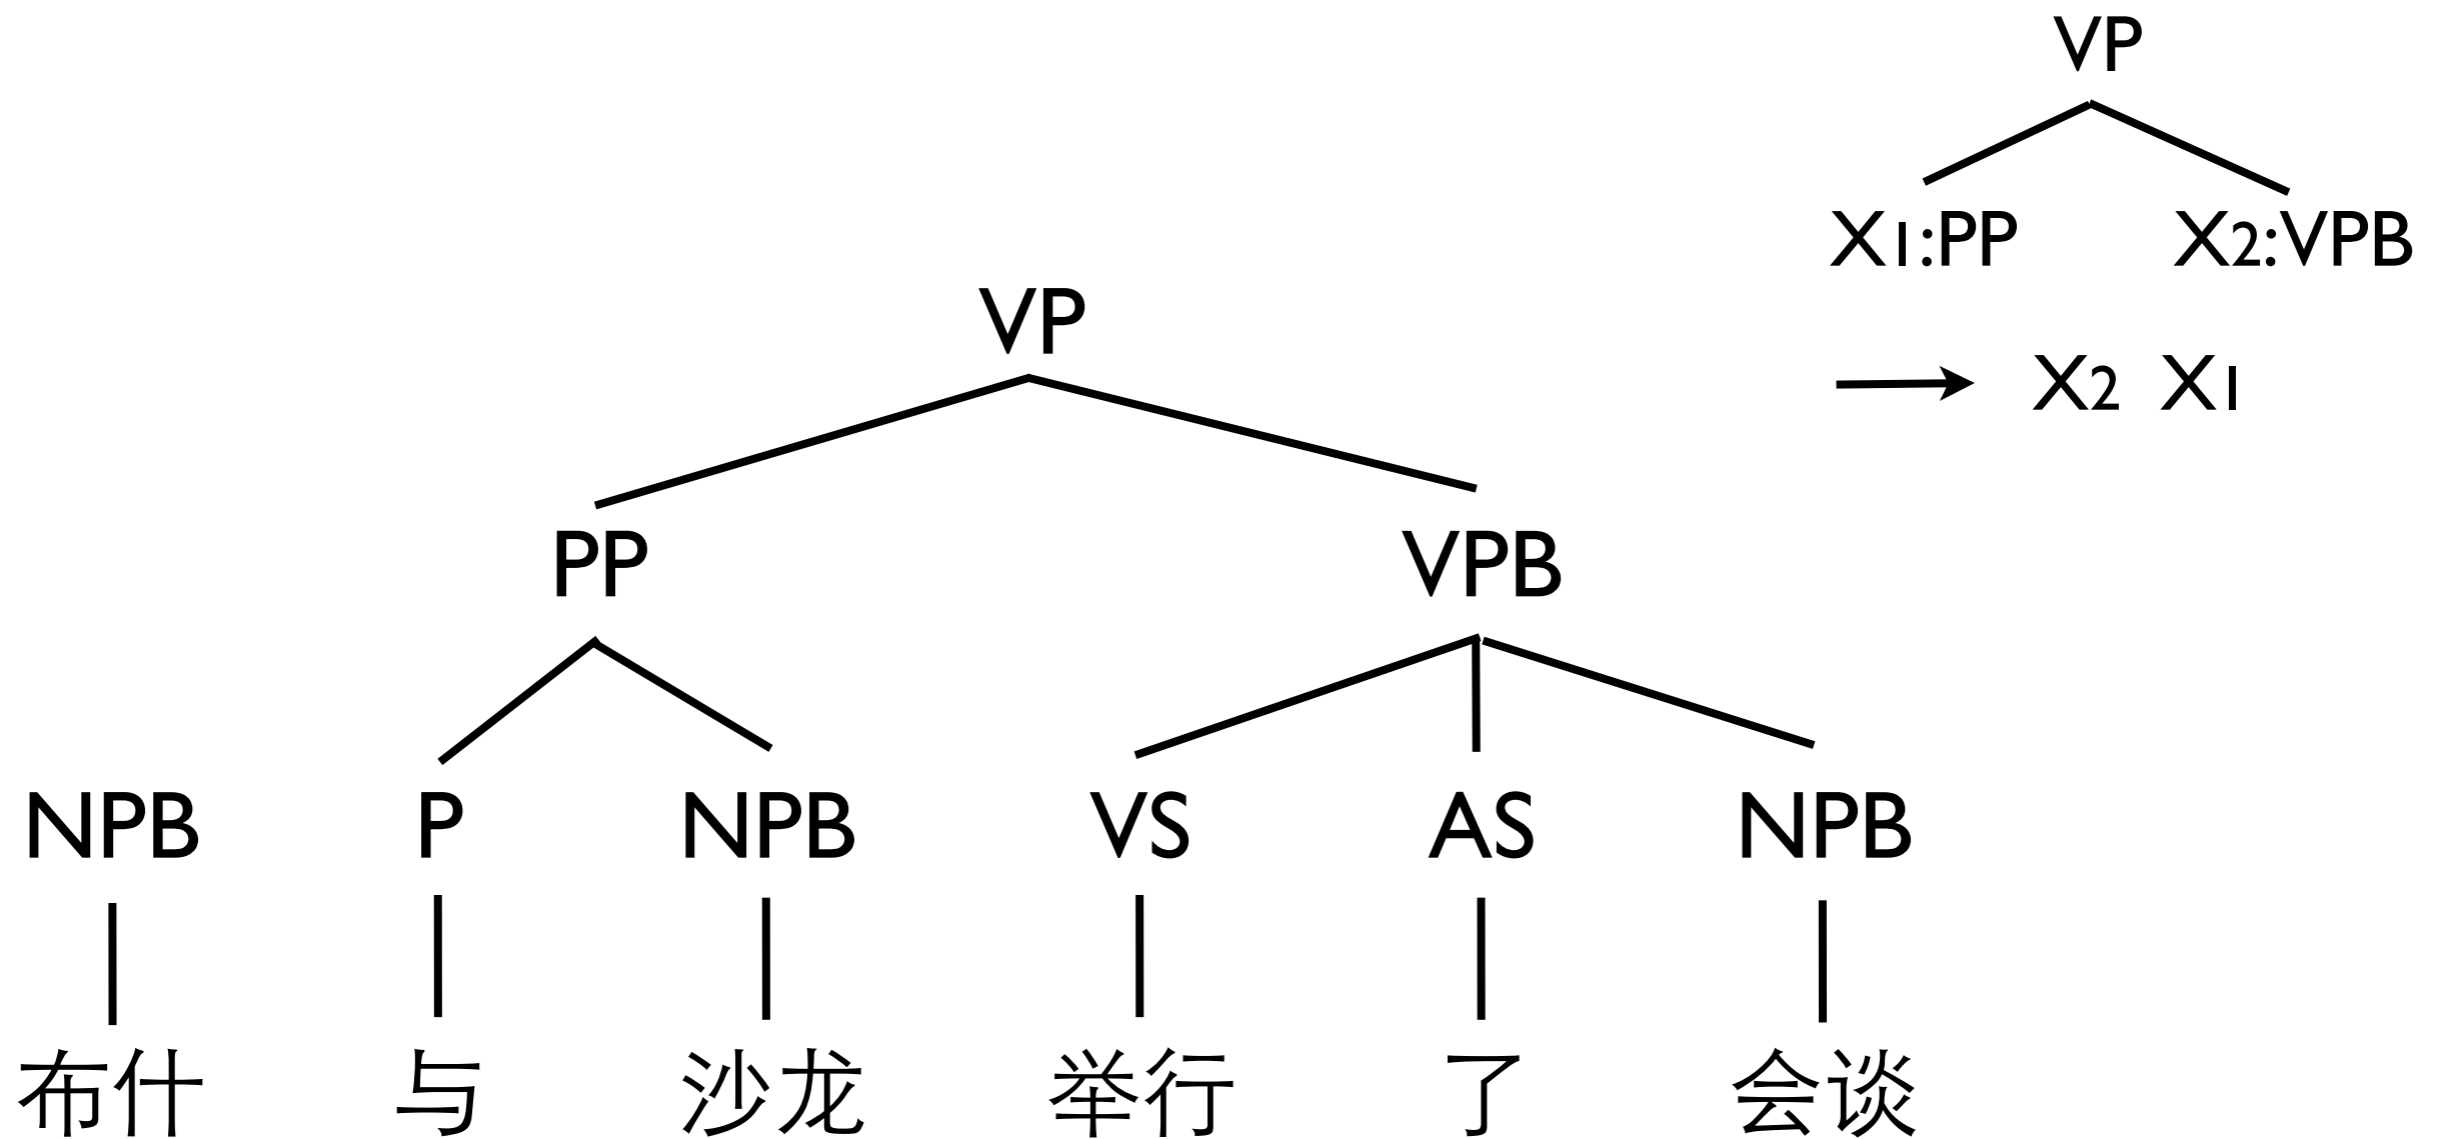 VP
X1:PP X2:VPB
VP
→ X2 X1
PP VPB
NPB P NPB VS AS NPB
布什 与 沙龙 举行 了 会谈